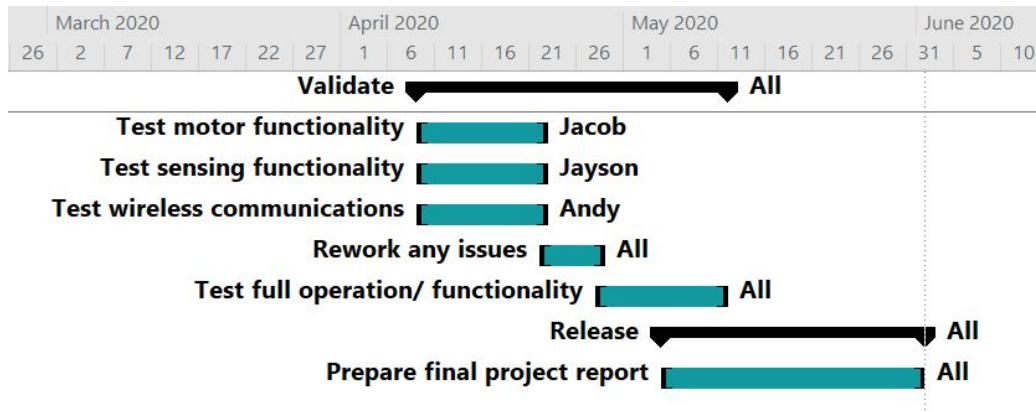 March 2020 April 2020 May 2020 June 2020
26 2 7 12 17 22 27 1 6 11 16 21 26 1 6 11 16 21 26 31 5 10
Validate All
Test motor functionality Jacob
Test sensing functionality Jayson
Test wireless communications Andy
Rework any issues All
Test full operation/ functionality All
Release All
Prepare final project report All